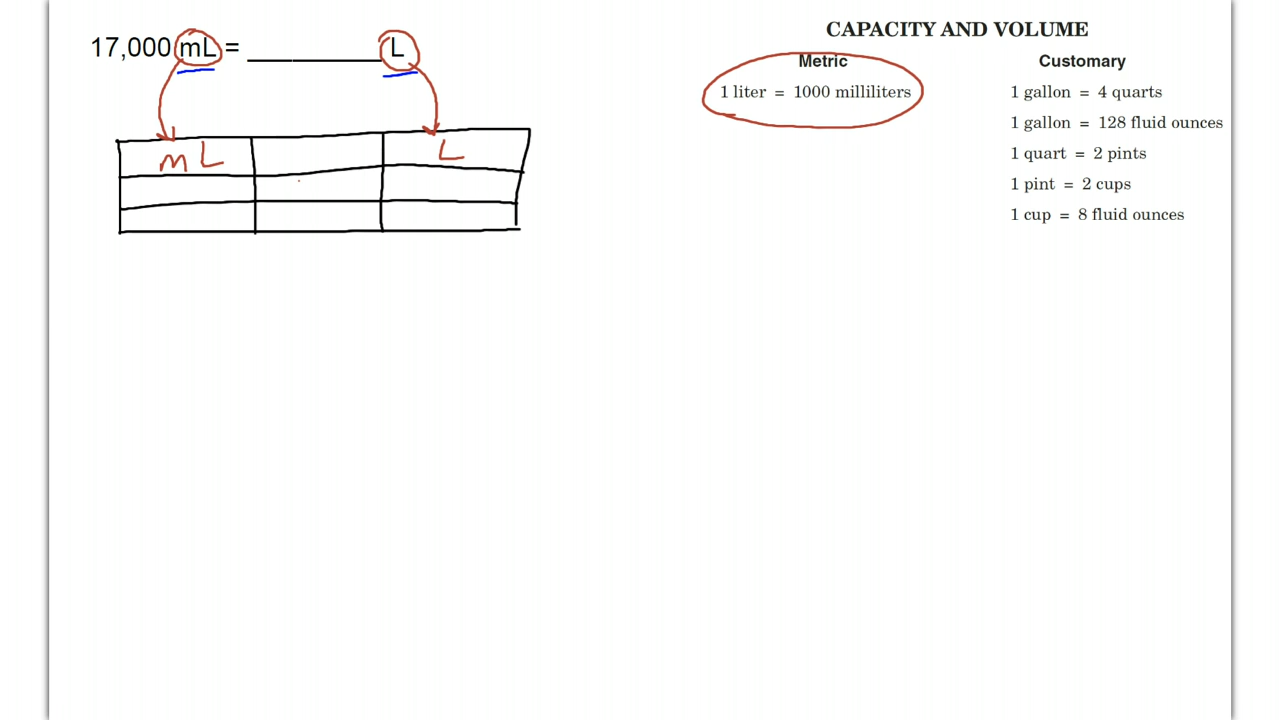 17,000 mL = ____________ L
mL L
CAPACITY AND VOLUME
Metric Customary
1 liter = 1000 milliliters 1 gallon = 4 quarts
1 gallon = 128 fluid ounces
1 quart = 2 pints
1 pint = 2 cups
1 cup = 8 fluid ounces